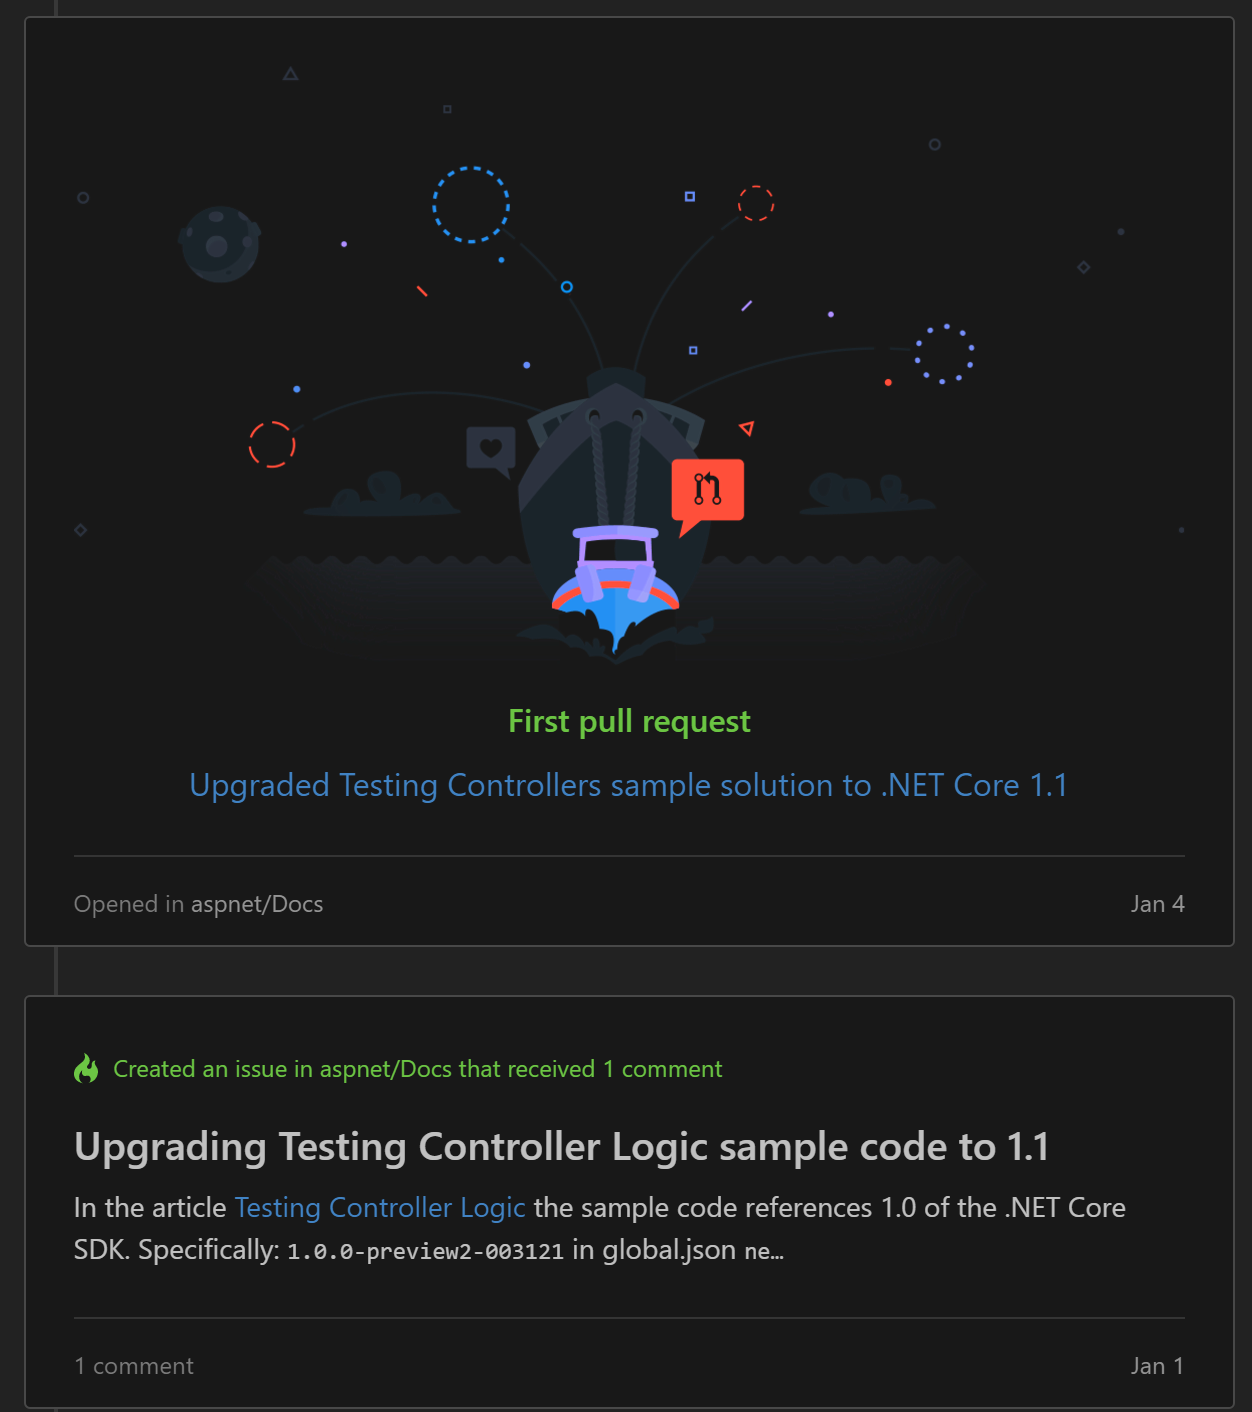 First pull request
Upgraded Testing Controllers sample solution to .NET Core 1.1
Opened in aspnet/Docs
Jan 4
Created an issue in aspnet/Docs that received 1 comment
Upgrading Testing Controller Logic sample code to 1.1
In the article Testing Controller Logic the sample code references 1.0 of the .NET Core
SDK. Specifically: 1.0.0-preview2-003121 in global.json ne…
1 comment
Jan 1